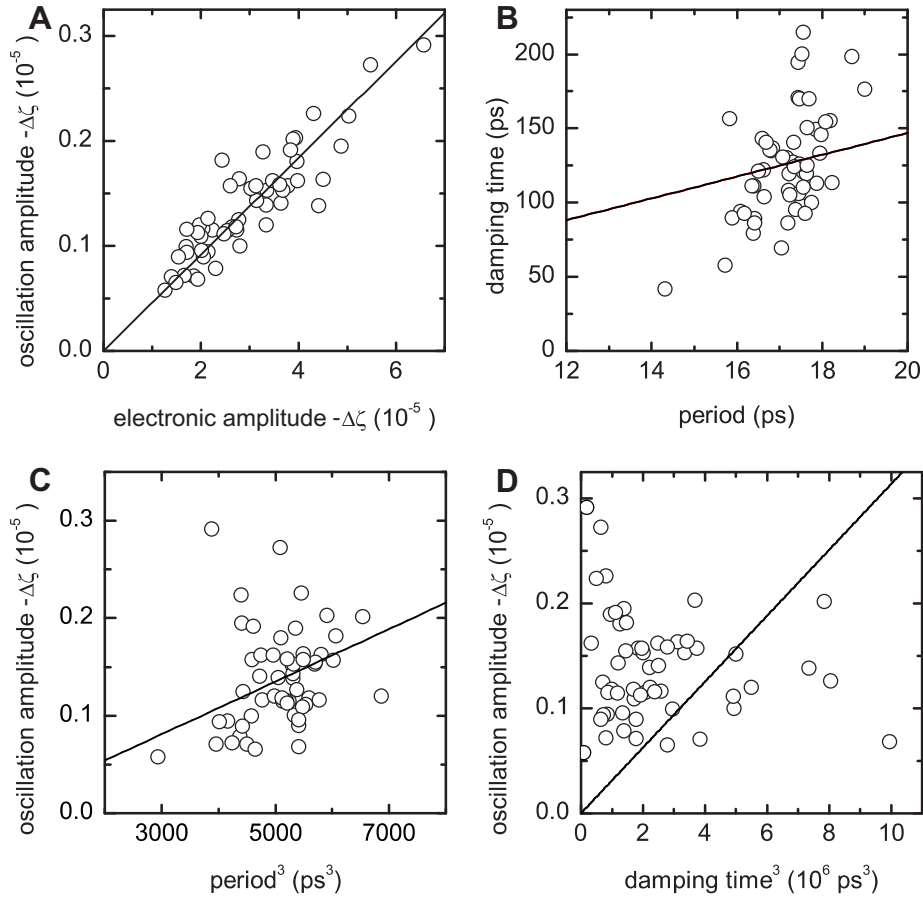 A
oscillation amplitude -Δζ (10⁻⁵)
0.3
0.2
0.1
0.0
0 2 4 6
electronic amplitude -Δζ (10⁻⁵ )
B
damping time (ps)
200
150
100
50
0
12 14 16 18 20
period (ps)
C
oscillation amplitude -Δζ (10⁻⁵)
0.3
0.2
0.1
0.0
3000 5000 7000
period³ (ps³)
D
oscillation amplitude -Δζ (10⁻⁵)
0.3
0.2
0.1
0.0
0 2 4 6 8 10
damping time³ (10⁶ ps³)